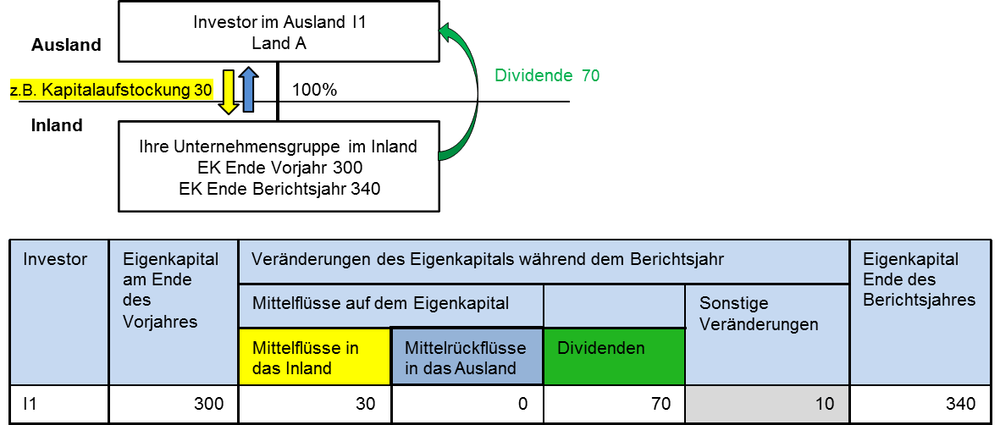 Investor im Ausland I1
Land A
Ausland
Dividende 70
z.B. Kapitalaufstockung 30
100%
Inland
Ihre Unternehmensgruppe im Inland
EK Ende Vorjahr 300
EK Ende Berichtsjahr 340
Investor
Eigenkapital
am Ende
des
Vorjahres
Veränderungen des Eigenkapitals während dem Berichtsjahr
Eigenkapital
Ende des
Berichtsjahres
Mittelflüsse auf dem Eigenkapital
Sonstige
Veränderungen
Mittelflüsse in
das Inland
Mittelrückflüsse
in das Ausland
Dividenden
I1 300 30 0 70 10 340